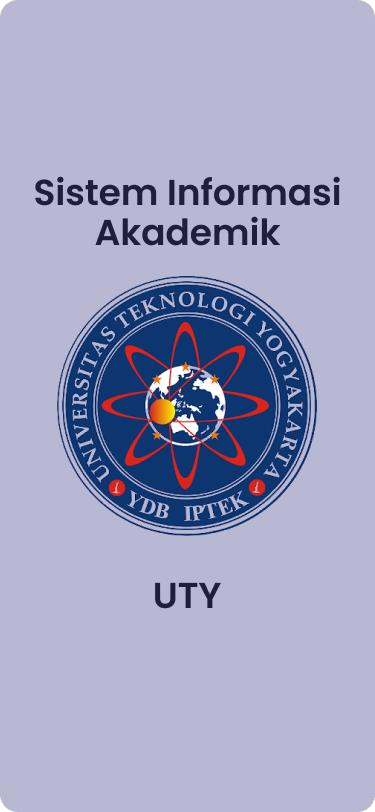 Sistem Informasi
Akademik
UNIVERSITAS TEKNOLOGI YOGYAKARTA
YDB IPTEK
UTY